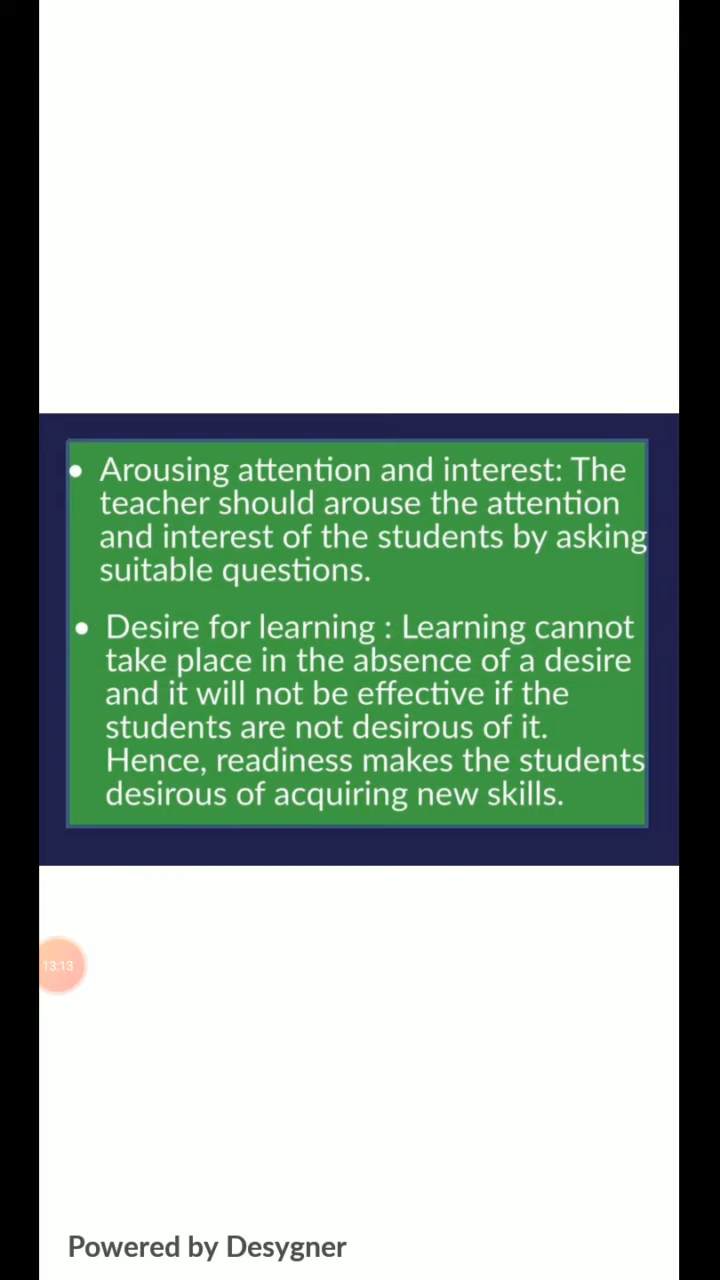 • Arousing attention and interest: The
teacher should arouse the attention
and interest of the students by asking
suitable questions.
• Desire for learning : Learning cannot
take place in the absence of a desire
and it will not be effective if the
students are not desirous of it.
Hence, readiness makes the students
desirous of acquiring new skills.
13:13
Powered by Desygner